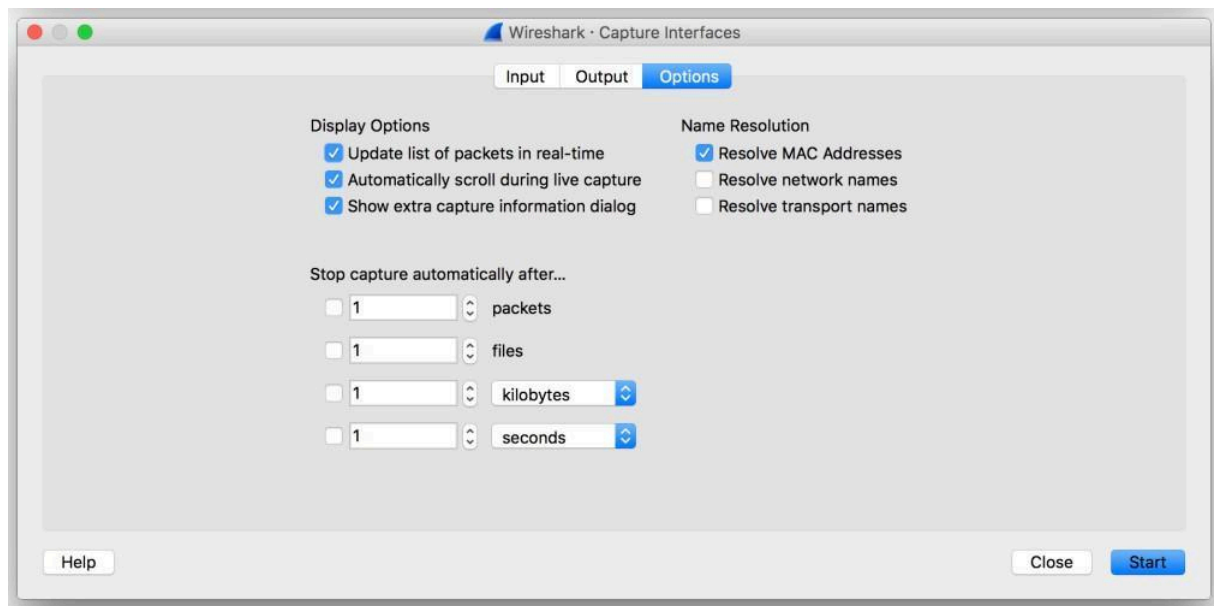 Wireshark · Capture Interfaces
Input Output Options
Display Options
Update list of packets in real-time
Automatically scroll during live capture
Show extra capture information dialog
Name Resolution
Resolve MAC Addresses
Resolve network names
Resolve transport names
Stop capture automatically after...
1 packets
1 files
1 kilobytes
1 seconds
Help Close Start